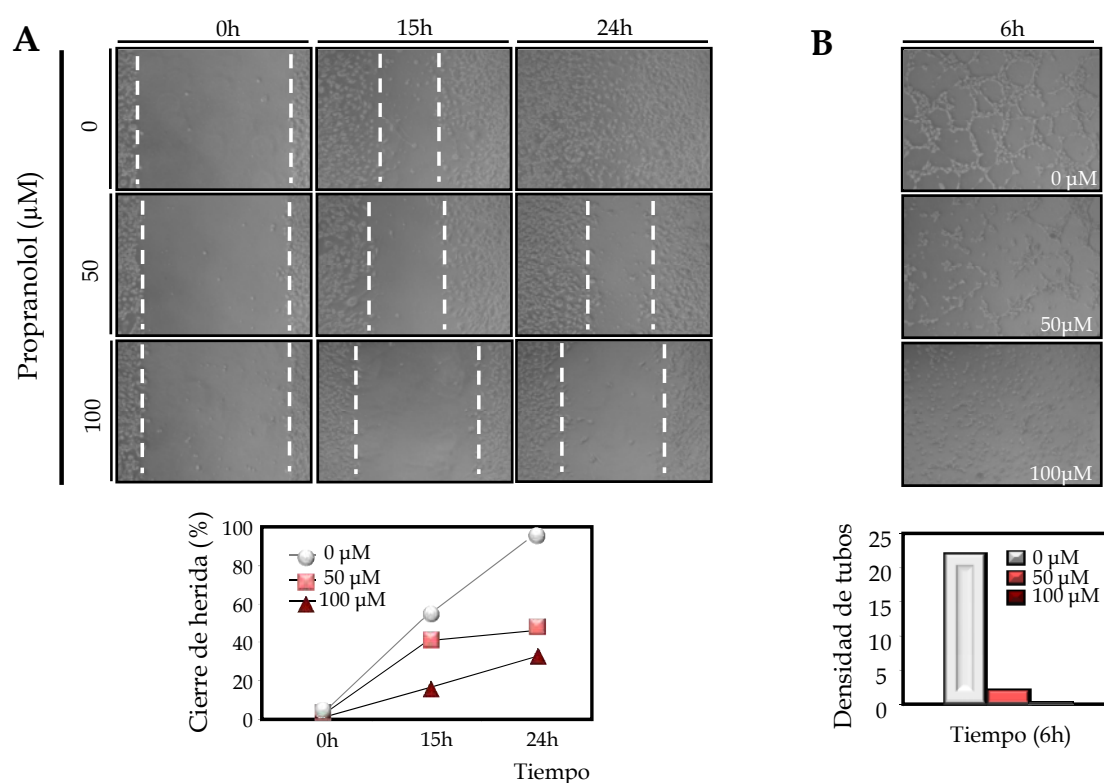 A
0h
15h
24h
Propranolol (µM)
0
50
100
Cierre de herida (%)
100
80
60
40
20
0
0 µM
50 µM
100 µM
0h
15h
24h
Tiempo
B
6h
0 µM
50µM
100µM
Densidad de tubos
25
20
15
10
5
0
0 µM
50 µM
100 µM
Tiempo (6h)